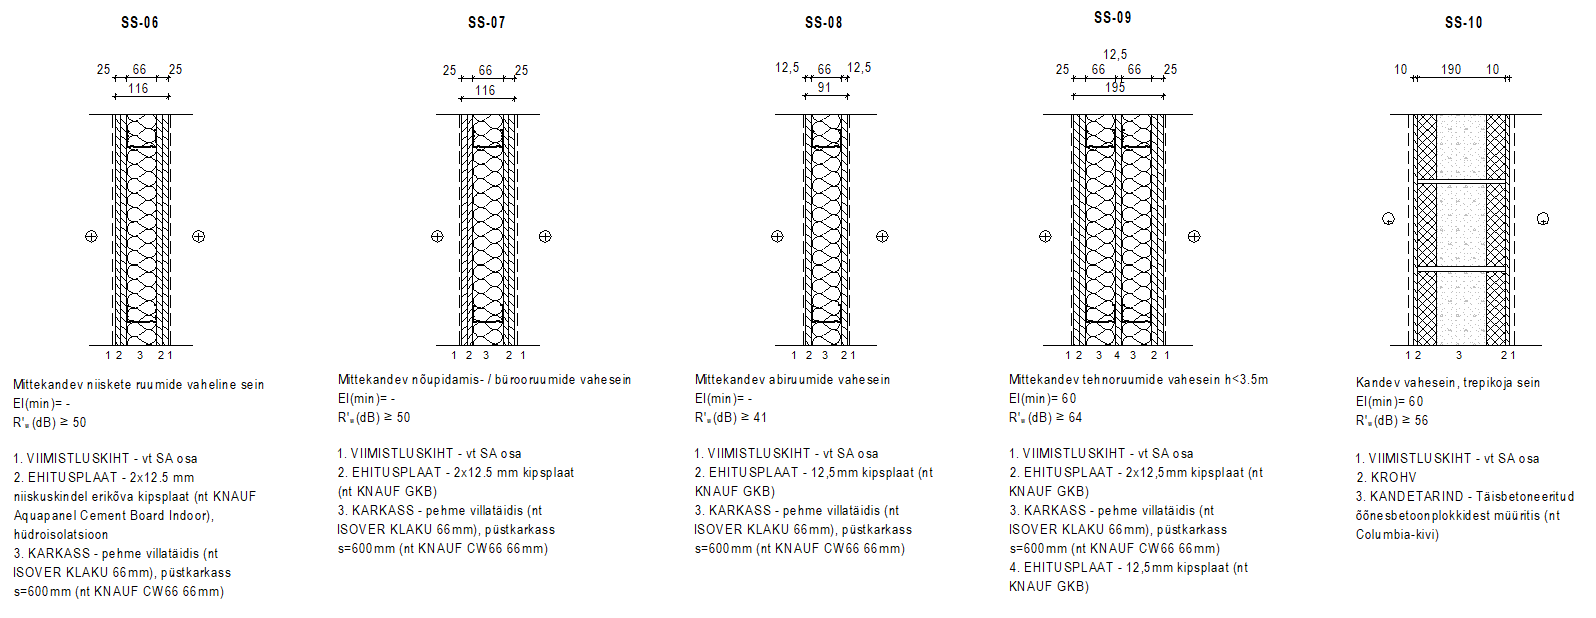 SS-06
25 66 25
116
1 2 3 2 1
Mittekandev niiskete ruumide vaheline sein
EI(min)= -
R'w(dB) ≥ 50
1. VIIMISTLUSKIHT - vt SA osa
2. EHITUSPLAAT - 2x12.5 mm
niiskuskindel erikõva kipsplaat (nt KNAUF
Aquapanel Cement Board Indoor),
hüdroisolatsioon
3. KARKASS - pehme villatäidis (nt
ISOVER KLAKU 66mm), püstkarkass
s=600mm (nt KNAUF CW66 66mm)
SS-07
25 66 25
116
1 2 3 2 1
Mittekandev nõupidamis- / bürooruumide vahesein
EI(min)= -
R'w(dB) ≥ 50
1. VIIMISTLUSKIHT - vt SA osa
2. EHITUSPLAAT - 2x12.5 mm kipsplaat
(nt KNAUF GKB)
3. KARKASS - pehme villatäidis (nt
ISOVER KLAKU 66mm), püstkarkass
s=600mm (nt KNAUF CW66 66mm)
SS-08
12,5 66 12,5
91
1 2 3 2 1
Mittekandev abiruumide vahesein
EI(min)= -
R'w(dB) ≥ 41
1. VIIMISTLUSKIHT - vt SA osa
2. EHITUSPLAAT - 12,5mm kipsplaat (nt
KNAUF GKB)
3. KARKASS - pehme villatäidis (nt
ISOVER KLAKU 66mm), püstkarkass
s=600mm (nt KNAUF CW66 66mm)
SS-09
12,5
25 66 66 25
195
1 2 3 4 3 2 1
Mittekandev tehnoruumide vahesein h<3.5m
EI(min)= 60
R'w(dB) ≥ 64
1. VIIMISTLUSKIHT - vt SA osa
2. EHITUSPLAAT - 2x12,5mm kipsplaat (nt
KNAUF GKB)
3. KARKASS - pehme villatäidis (nt
ISOVER KLAKU 66mm), püstkarkass
s=600mm (nt KNAUF CW66 66mm)
4. EHITUSPLAAT - 12,5mm kipsplaat (nt
KNAUF GKB)
SS-10
10 190 10
1 2 3 2 1
Kandev vahesein, trepikoja sein
EI(min)= 60
R'w(dB) ≥ 56
1. VIIMISTLUSKIHT - vt SA osa
2. KROHV
3. KANDETARIND - Täisbetoneeritud
õõnesbetoonplokkidest müüritis (nt
Columbia-kivi)